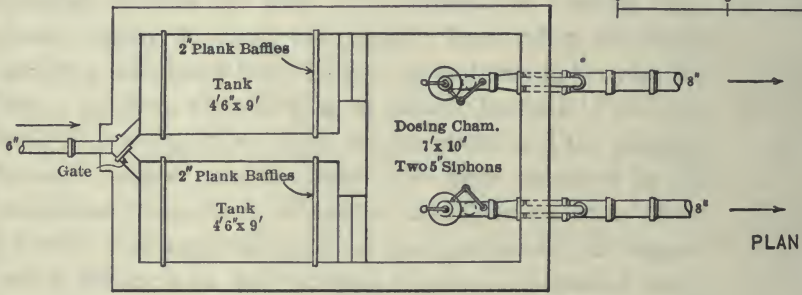 2" Plank Baffles
Tank
4'6"x 9'
6"
Gate
2" Plank Baffles
Tank
4'6"x 9'
Dosing Cham.
7'x 10'
Two 5" Siphons
8"
8"
PLAN